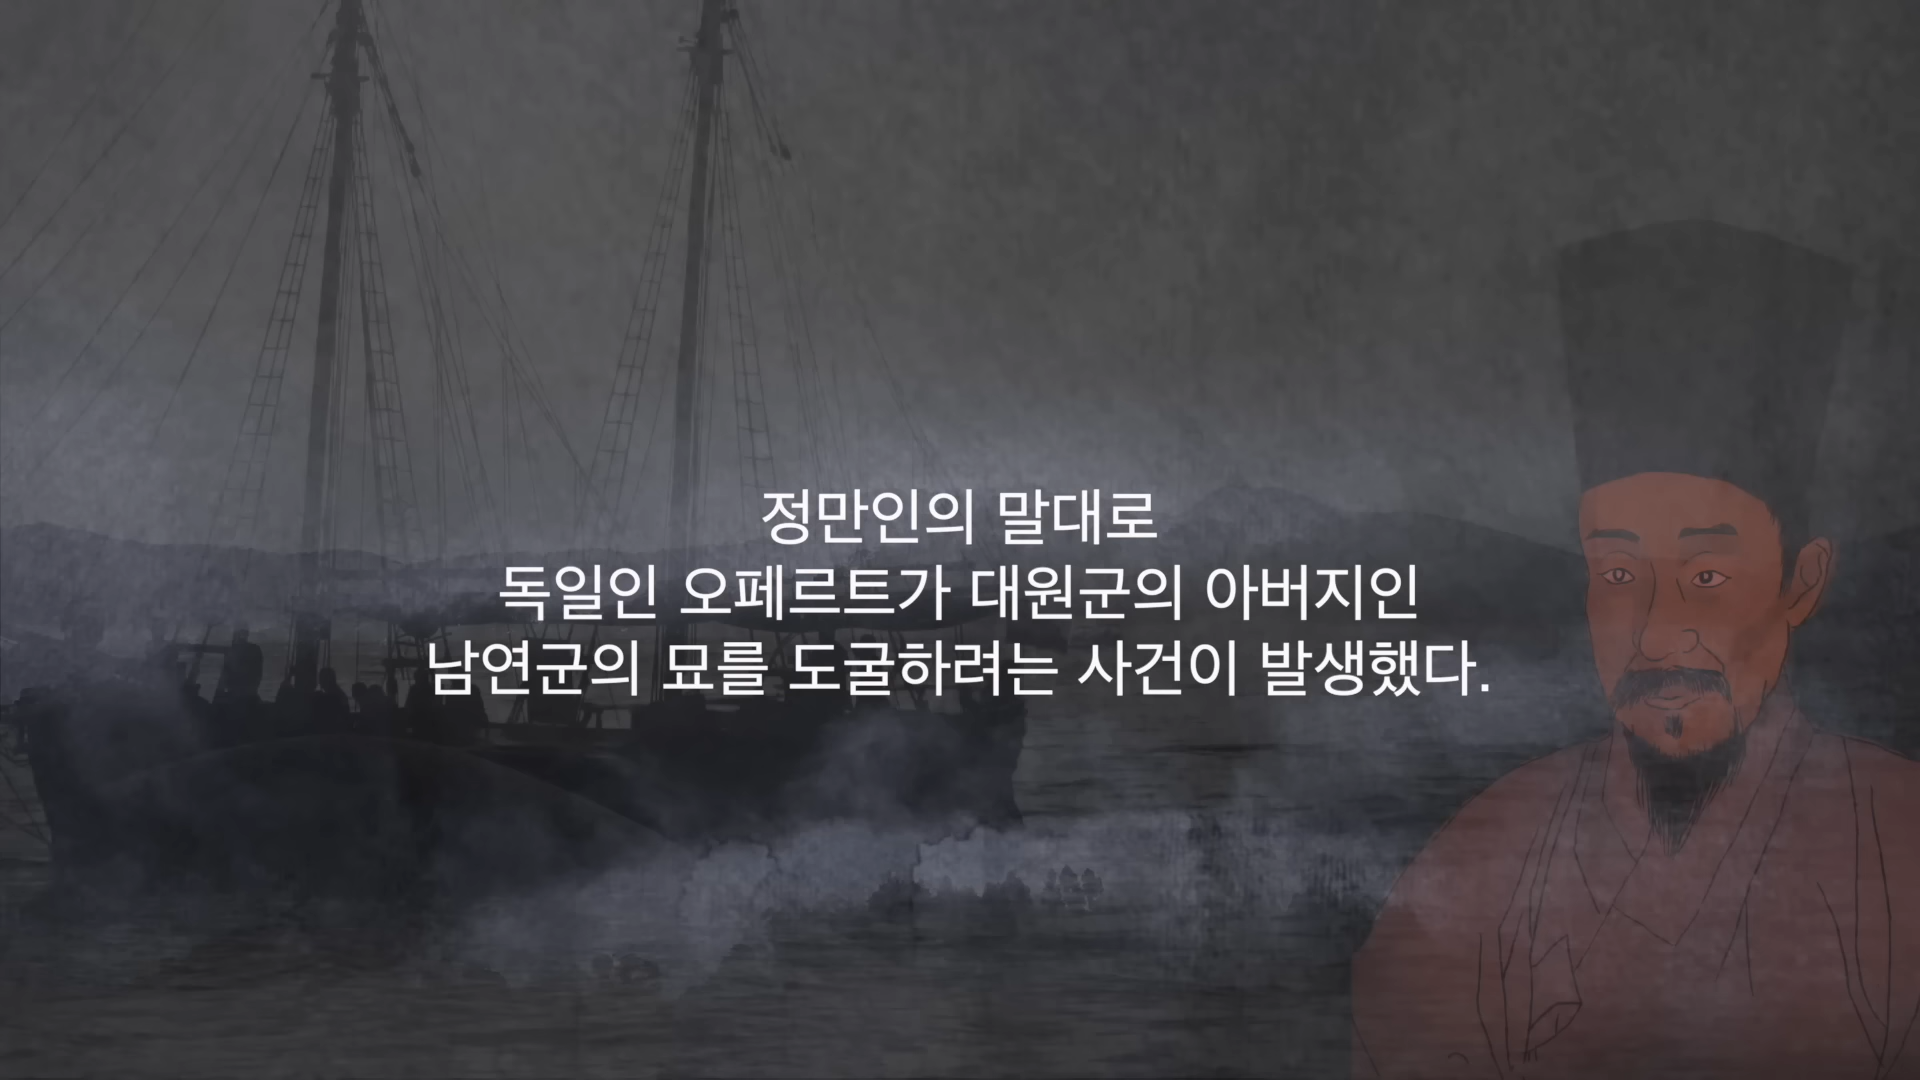 정만인의 말대로
독일인 오페르트가 대원군의 아버지인
남연군의 묘를 도굴하려는 사건이 발생했다.